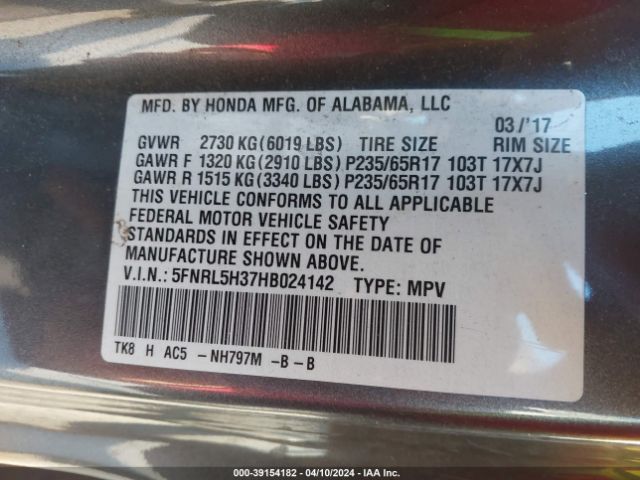 MFD. BY HONDA MFG. OF ALABAMA, LLC
03/'17
GVWR 2730 KG(6019 LBS) TIRE SIZE RIM SIZE
GAWR F 1320 KG(2910 LBS) P235/65R17 103T 17X7J
GAWR R 1515 KG(3340 LBS) P235/65R17 103T 17X7J
THIS VEHICLE CONFORMS TO ALL APPLICABLE
FEDERAL MOTOR VEHICLE SAFETY
STANDARDS IN EFFECT ON THE DATE OF
MANUFACTURE SHOWN ABOVE.
V.I.N.: 5FNRL5H37HB024142 TYPE: MPV
TK8 H AC5 -NH797M -B-B
000-39154182 - 04/10/2024 - IAA Inc.